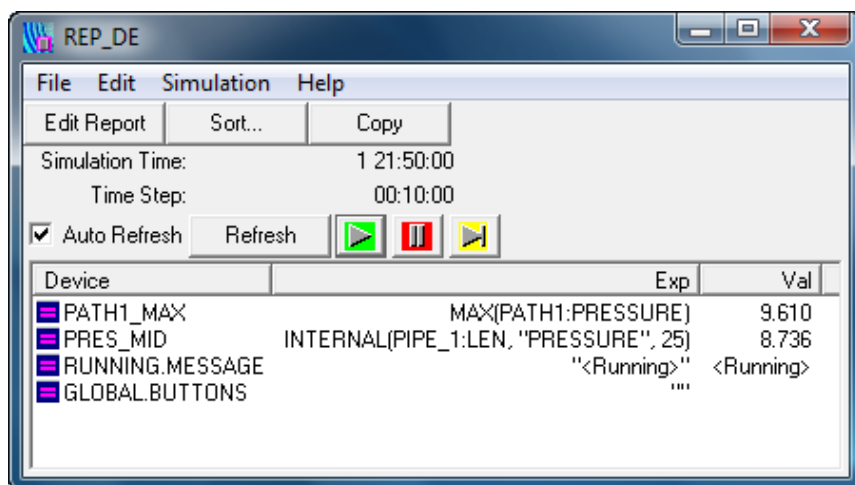 REP_DE
File Edit Simulation Help
Edit Report Sort... Copy
Simulation Time: 1 21:50:00
Time Step: 00:10:00
Auto Refresh Refresh
Device Exp Val
PATH1_MAX MAX(PATH1:PRESSURE) 9.610
PRES_MID INTERNAL(PIPE_1:LEN, "PRESSURE", 25) 8.736
RUNNING.MESSAGE "<Running>" <Running>
GLOBAL.BUTTONS ""